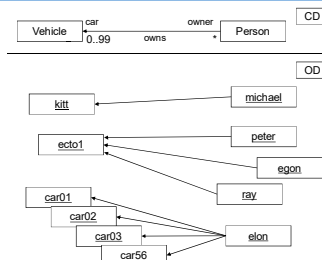 CD
car owner
Vehicle Person
0..99 owns *
OD
michael
kitt
peter
ecto1
egon
ray
car01
car02
car03 elon
car56